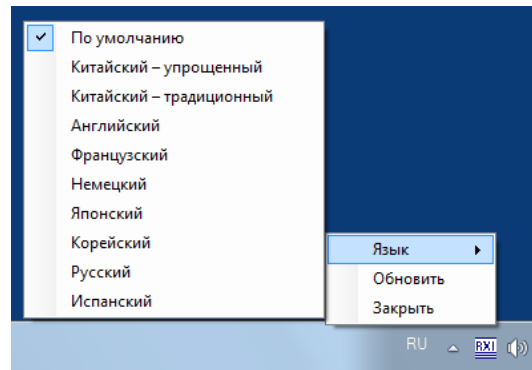 По умолчанию
Китайский – упрощенный
Китайский – традиционный
Английский
Французский
Немецкий
Японский
Корейский
Русский
Испанский
Язык
Обновить
Закрыть
RU
RXI